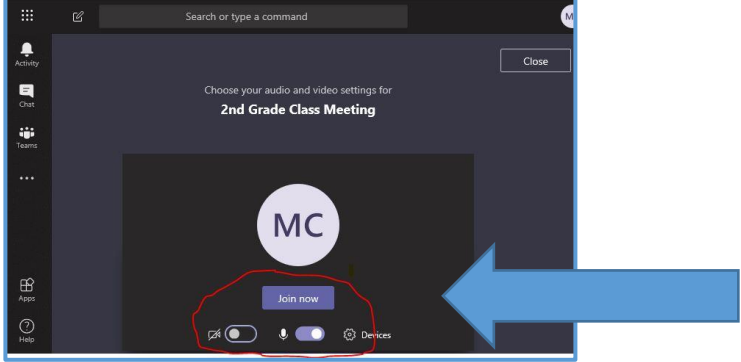 Search or type a command
M
Activity
Close
Chat
Choose your audio and video settings for
2nd Grade Class Meeting
Teams
MC
Join now
Devices
Apps
Help